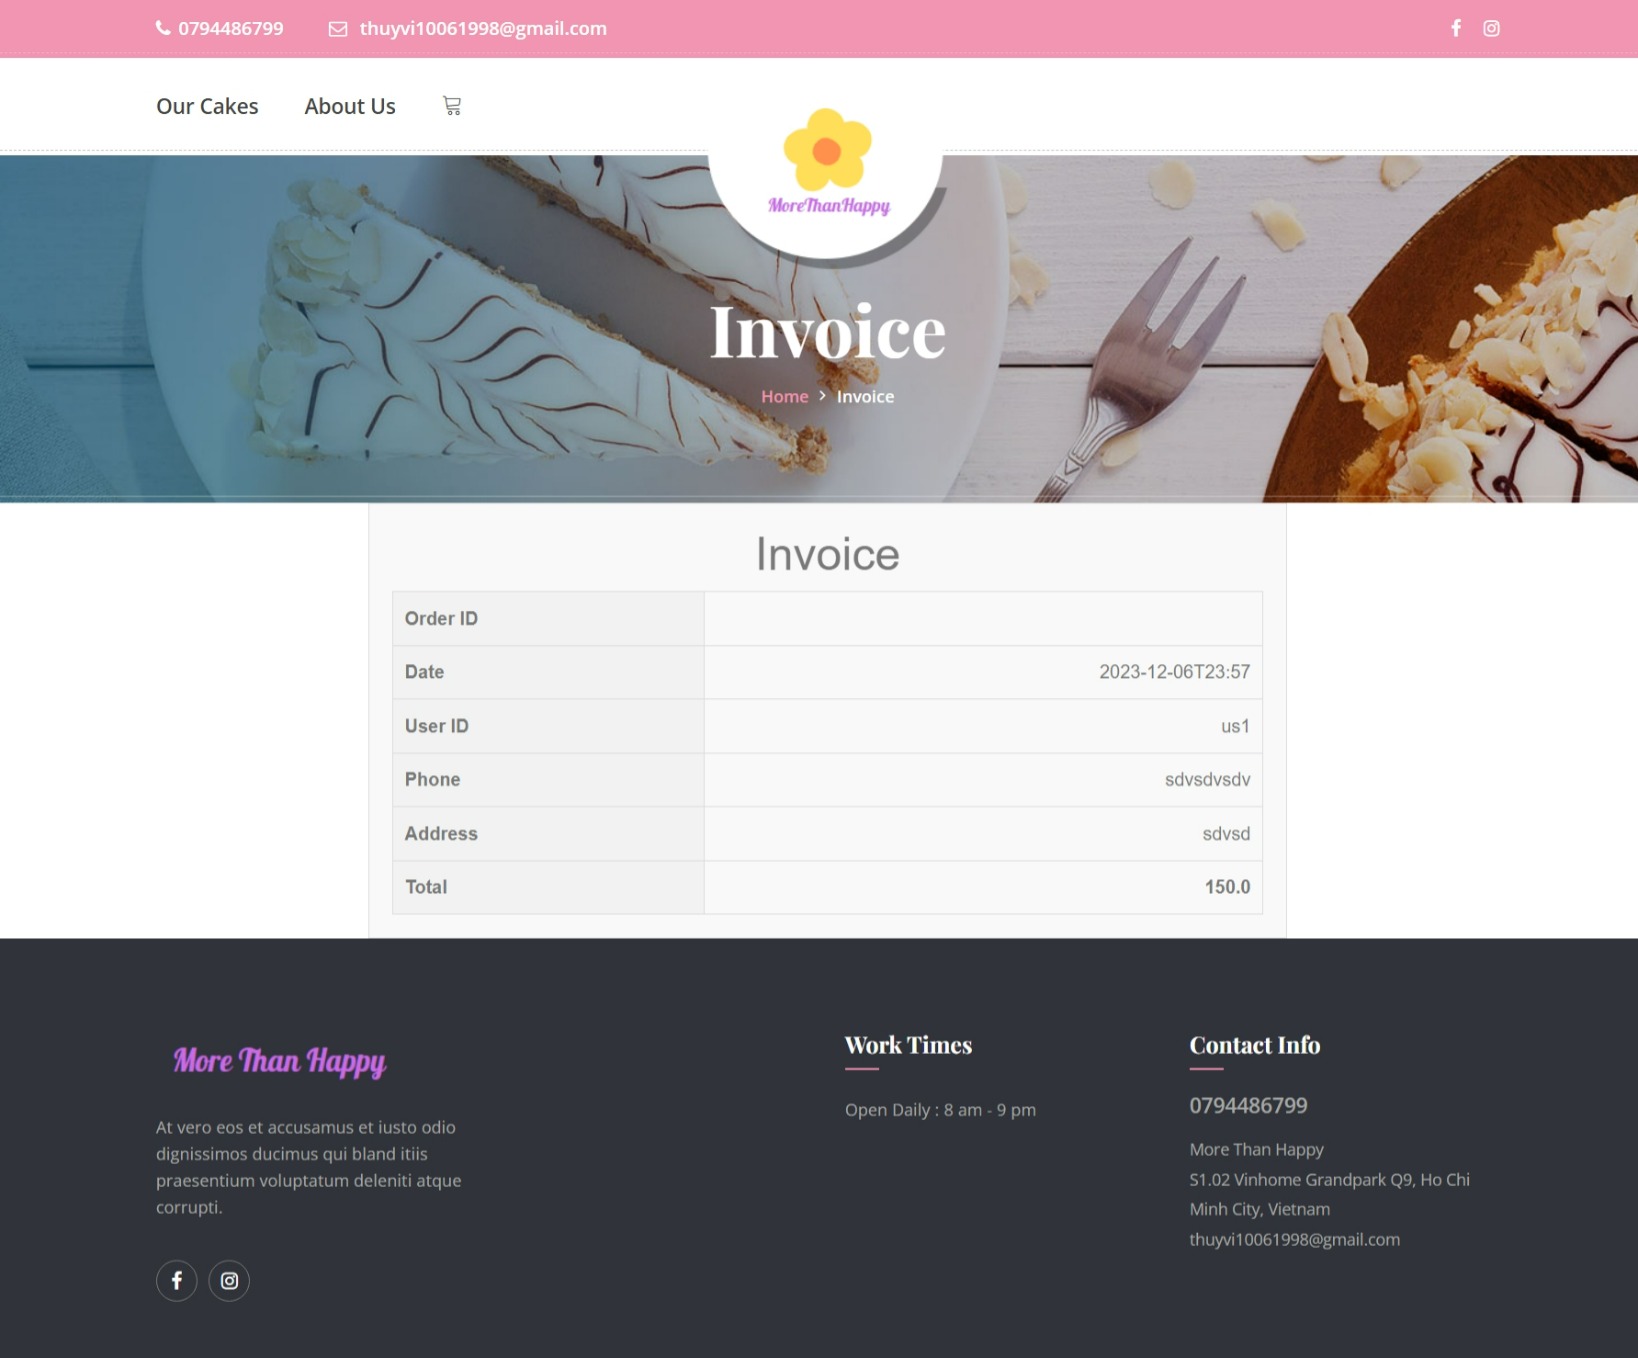 0794486799 thuyvi10061998@gmail.com
Our Cakes About Us
MoreThanHappy
Invoice
Home > Invoice
Invoice
Order ID
Date 2023-12-06T23:57
User ID us1
Phone sdvsdvsdv
Address sdvsd
Total 150.0
More Than Happy
At vero eos et accusamus et iusto odio
dignissimos ducimus qui bland itiis
praesentium voluptatum deleniti atque
corrupti.
Work Times
Open Daily : 8 am - 9 pm
Contact Info
0794486799
More Than Happy
S1.02 Vinhome Grandpark Q9, Ho Chi
Minh City, Vietnam
thuyvi10061998@gmail.com